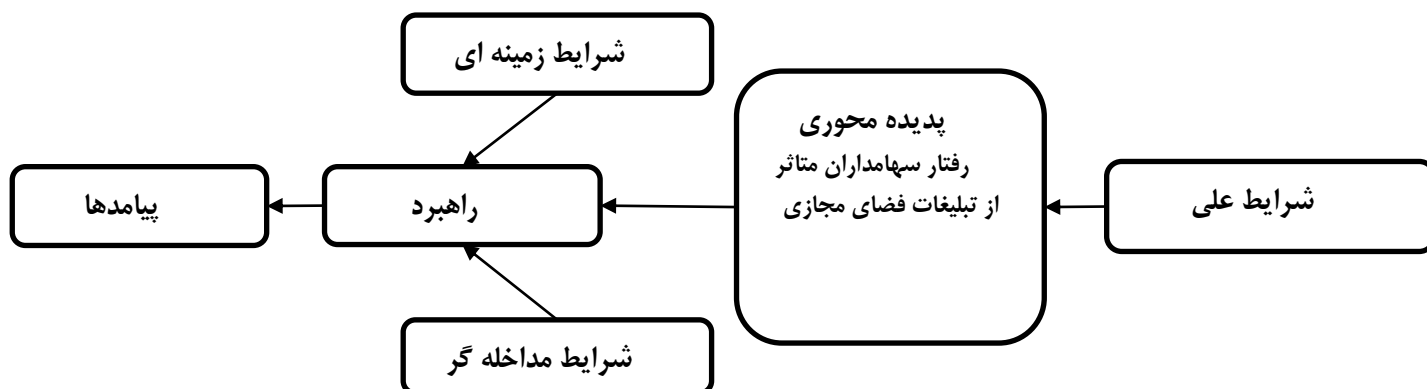 شرایط زمینه ای
پدیده محوری
رفتار سهامداران متاثر
از تبلیغات فضای مجازی
شرایط علی
راهبرد
پیامدها
شرایط مداخله گر